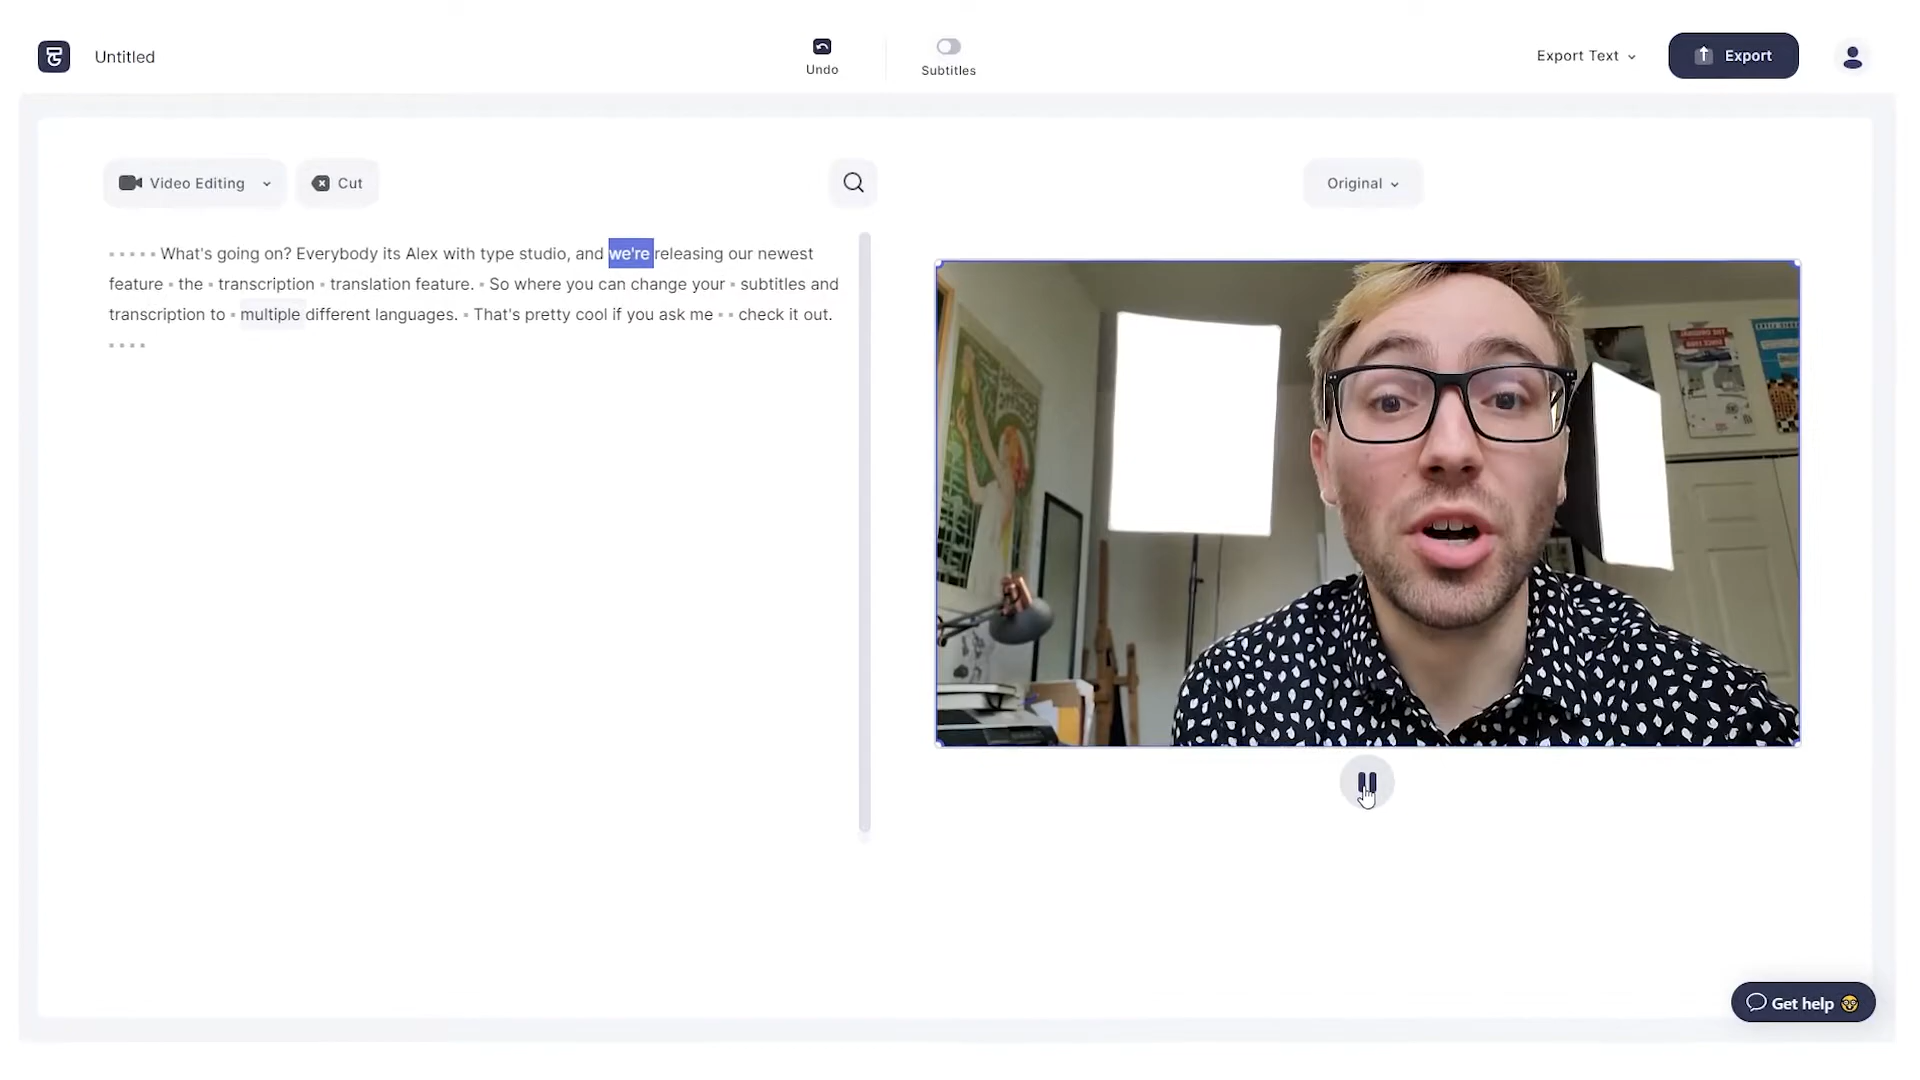 Untitled
Undo
Subtitles
Export Text
Export
Video Editing
Cut
Original
What's going on? Everybody its Alex with type studio, and we're releasing our newest
feature ▪ the ▪ transcription ▪ translation feature. ▪ So where you can change your ▪ subtitles and
transcription to ▪ multiple different languages. ▪ That's pretty cool if you ask me ▪ ▪ check it out.
Get help